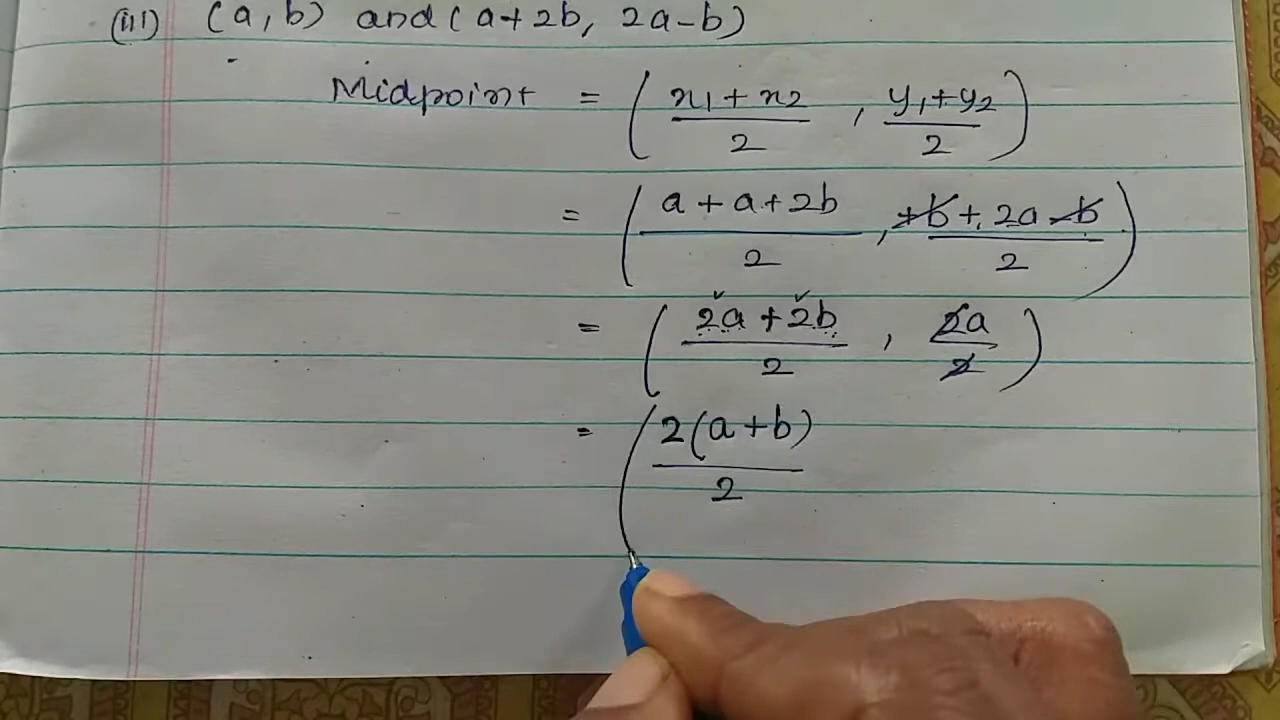 (iii) (a, b) and (a+2b, 2a-b)
Midpoint = ( x1 + x2 / 2 , y1 + y2 / 2 )
= ( a + a + 2b / 2 , +b + 2a - b / 2 )
= ( 2a + 2b / 2 , 2a / 2 )
= ( 2(a+b) / 2